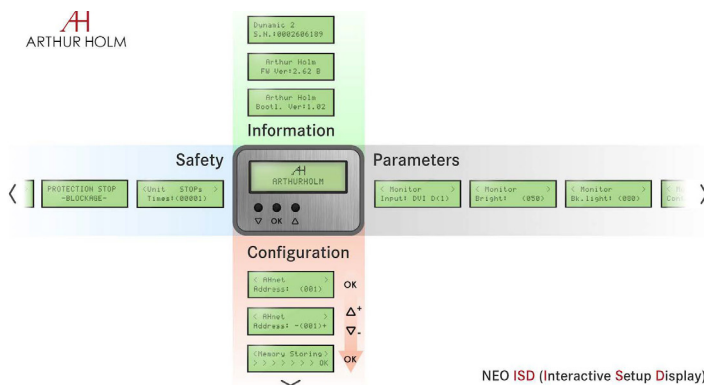 AH
ARTHUR HOLM
Dynamic 2
S.N.:0002606189
Arthur Holm
FW Ver:2.62 B
Arthur Holm
Bootl. Ver:1.02
Information
Safety
Parameters
AH
ARTHURHOLM
OK
PROTECTION STOP
-BLOCKAGE-
<Unit STOPs >
Times:(00001)
< Monitor >
Input: DVI D(1)
< Monitor >
Bright: (050)
< Monitor >
Bk.light: (080)
Configuration
< AHnet >
Address: (001)
OK
< AHnet >
Address: -(001)+
+
-
<Memory Storing>
> > > > > > > OK
OK
NEO ISD (Interactive Setup Display)